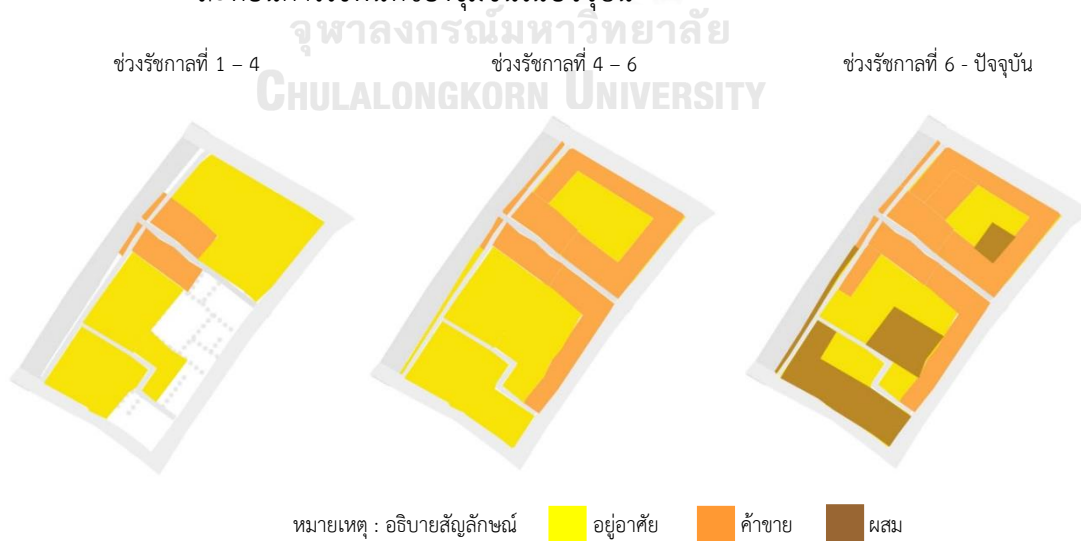 จุฬาลงกรณ์มหาวิทยาลัย
CHULALONGKORN UNIVERSITY
ช่วงรัชกาลที่ 1 – 4
ช่วงรัชกาลที่ 4 – 6
ช่วงรัชกาลที่ 6 - ปัจจุบัน
หมายเหตุ : อธิบายสัญลักษณ์
อยู่อาศัย
ค้าขาย
ผสม